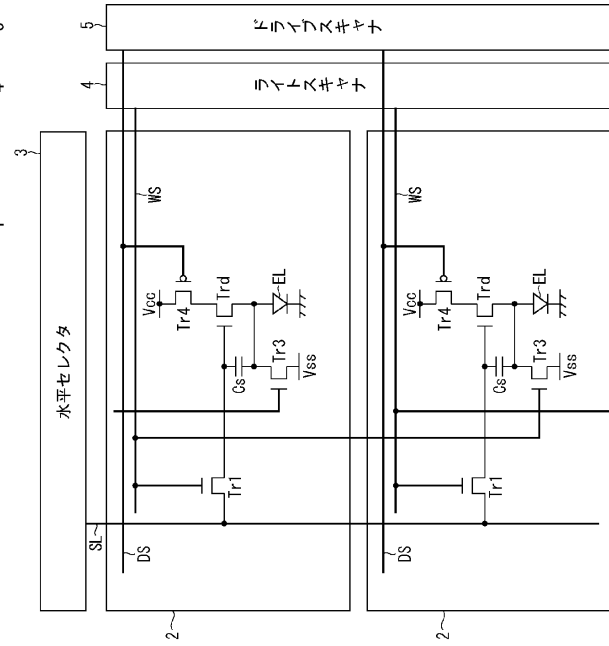 5
ドライブスキャナ
4
ライトスキャナ
3
水平セレクタ
WS
Vcc
Tr4
Trd
EL
Cs
Tr3
Vss
Tr1
SL
DS
2
WS
Vcc
Tr4
Trd
EL
Cs
Tr3
Vss
Tr1
DS
2